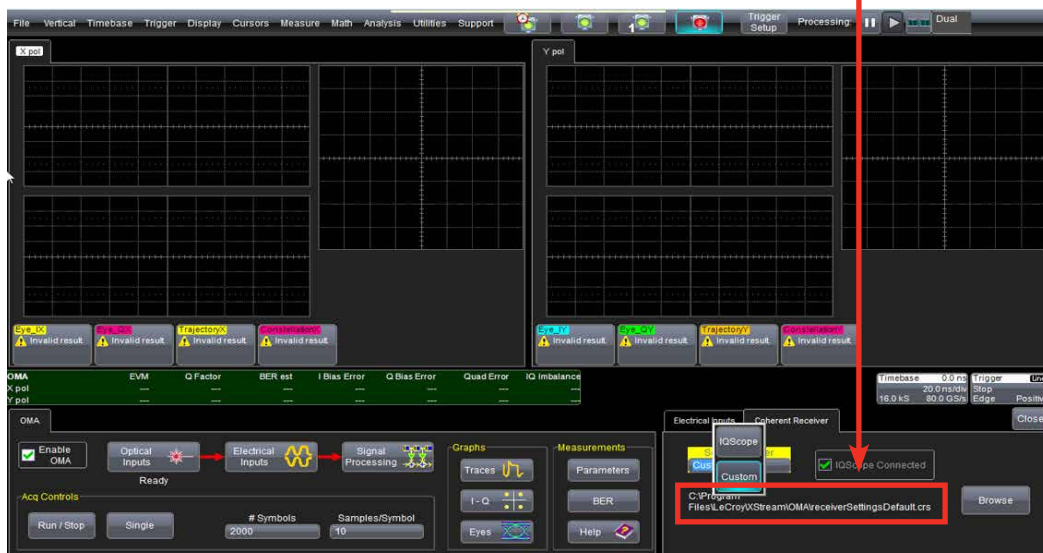 File Vertical Timebase Trigger Display Cursors Measure Math Analysis Utilities Support
1
Trigger Setup
Processing:
Dual
X pol
Y pol
Eye_IX
Invalid result
Eye_QX
Invalid result
TrajectoryX
Invalid result
ConstellationX
Invalid result
Eye_IY
Invalid result
Eye_QY
Invalid result
TrajectoryY
Invalid result
ConstellationY
Invalid result
OMA EVM Q Factor BER est I Bias Error Q Bias Error Quad Error IQ Imbalance
X pol --- --- --- --- --- --- ---
Y pol --- --- --- --- --- --- ---
Timebase 0.0 ns
20.0 ns/div
16.0 kS 80.0 GS/s
Trigger Line
Stop
Edge Positiv
OMA
Enable OMA
Optical Inputs
Ready
Electrical Inputs
Signal Processing
Acq Controls
Run / Stop
Single
# Symbols
2000
Samples/Symbol
10
Graphs
Traces
I - Q
Eyes
Measurements
Parameters
BER
Help
Electrical Inputs
Coherent Receiver
Close
IQScope
Custom
IQScope Connected
C:\Program
Files\LeCroy\XStream\OMA\receiverSettingsDefault.crs
Browse